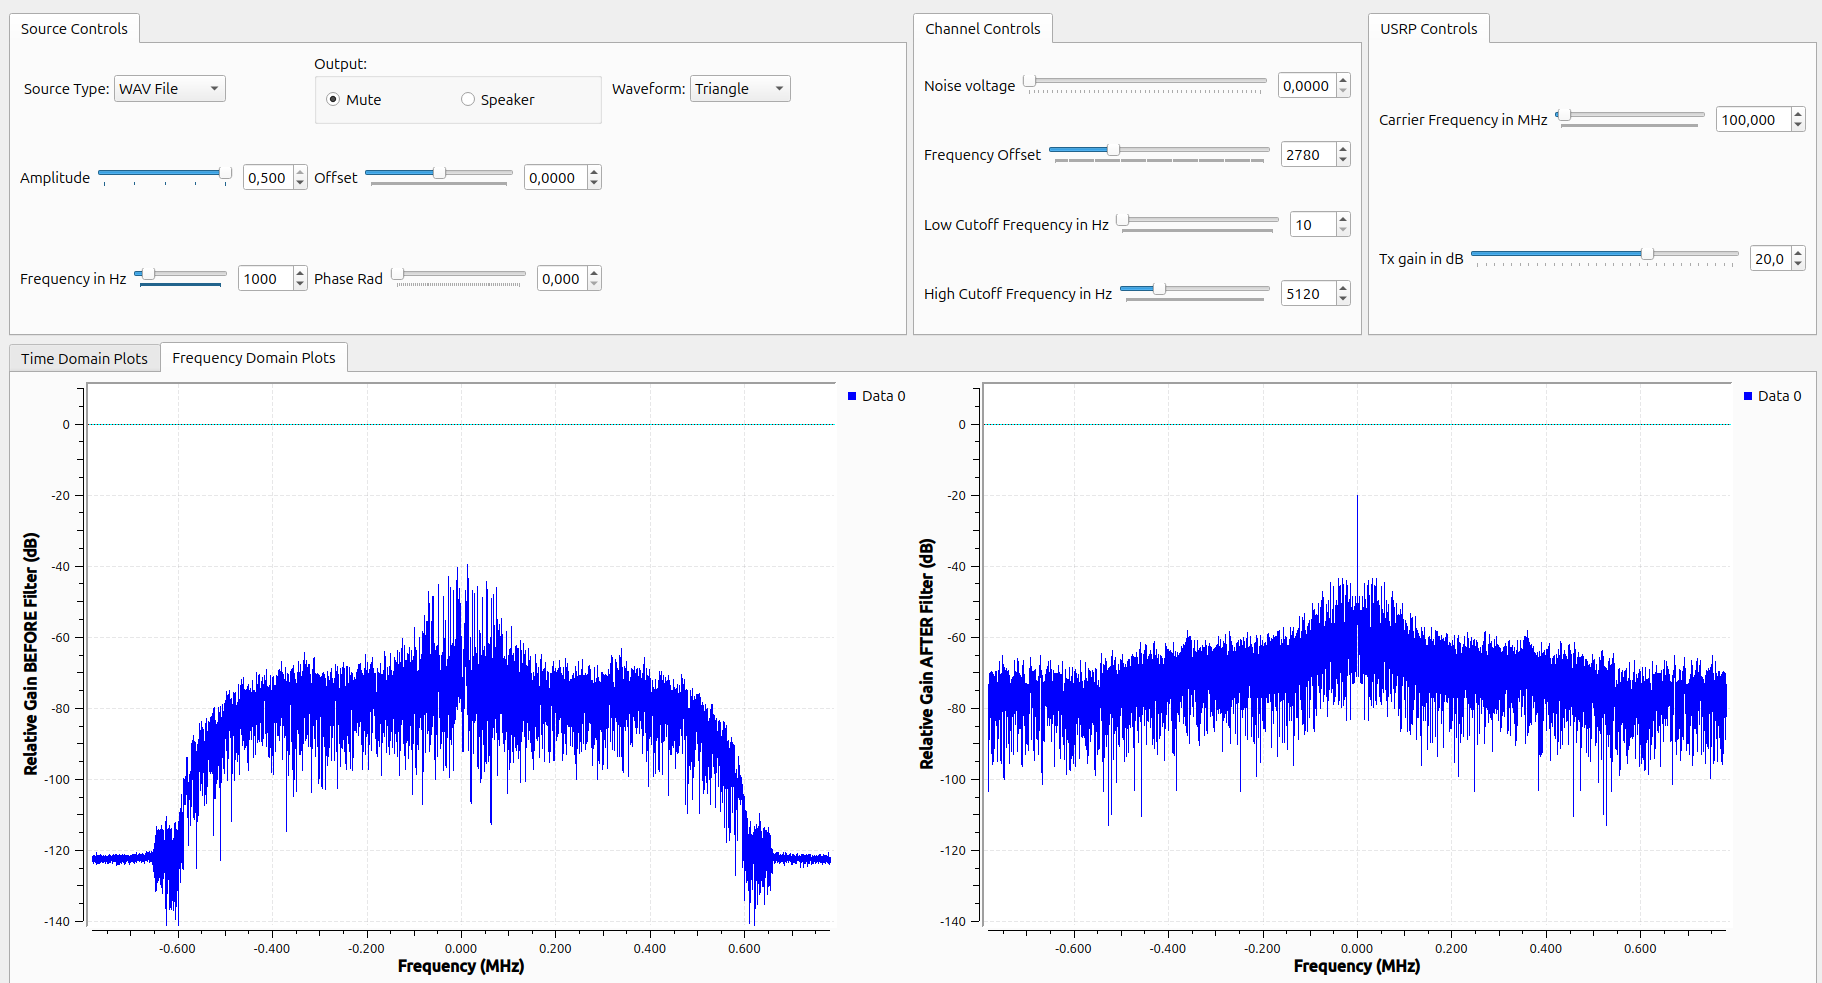 Source Controls
Source Type: WAV File
Output:
Mute
Speaker
Waveform: Triangle
Amplitude 0,500
Offset 0,0000
Frequency in Hz 1000
Phase Rad 0,000
Channel Controls
Noise voltage 0,0000
Frequency Offset 2780
Low Cutoff Frequency in Hz 10
High Cutoff Frequency in Hz 5120
USRP Controls
Carrier Frequency in MHz 100,000
Tx gain in dB 20,0
Time Domain Plots
Frequency Domain Plots
Relative Gain BEFORE Filter (dB)
0
-20
-40
-60
-80
-100
-120
-140
-0.600 -0.400 -0.200 0.000 0.200 0.400 0.600
Frequency (MHz)
Data 0
Relative Gain AFTER Filter (dB)
0
-20
-40
-60
-80
-100
-120
-140
-0.600 -0.400 -0.200 0.000 0.200 0.400 0.600
Frequency (MHz)
Data 0